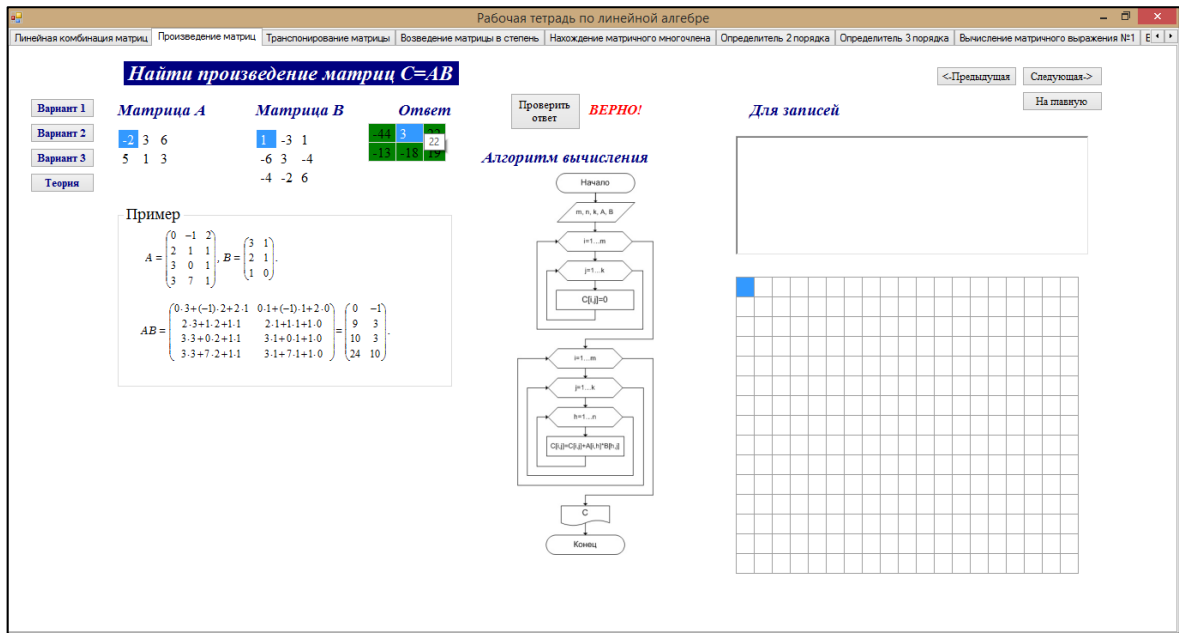 Рабочая тетрадь по линейной алгебре
Линейная комбинация матриц Произведение матриц Транспонирование матрицы Возведение матрицы в степень Нахождение матричного многочлена Определитель 2 порядка Определитель 3 порядка Вычисление матричного выражения №1
Найти произведение матриц C=AB
<-Предыдущая Следующая->
На главную
Вариант 1
Вариант 2
Вариант 3
Теория
Матрица A Матрица B Ответ
-2 3 6
5 1 3
1 -3 1
-6 3 -4
-4 -2 6
-44 3 22
-13 -18 19
22
Проверить
ответ
ВЕРНО!
Для записей
Алгоритм вычисления
Начало
m, n, k, A, B
i=1...m
j=1...k
C[i,j]=0
i=1...m
j=1...k
h=1...n
C[i,j]=C[i,j]+A[i,h]*B[h,j]
C
Конец
Пример
A = (0 −1 2
2 1 1
3 0 1
3 7 1), B = (3 1
2 1
1 0).
AB = (0·3+(−1)·2+2·1 0·1+(−1)·1+2·0
2·3+1·2+1·1 2·1+1·1+1·0
3·3+0·2+1·1 3·1+0·1+1·0
3·3+7·2+1·1 3·1+7·1+1·0) = (0 −1
9 3
10 3
24 10).